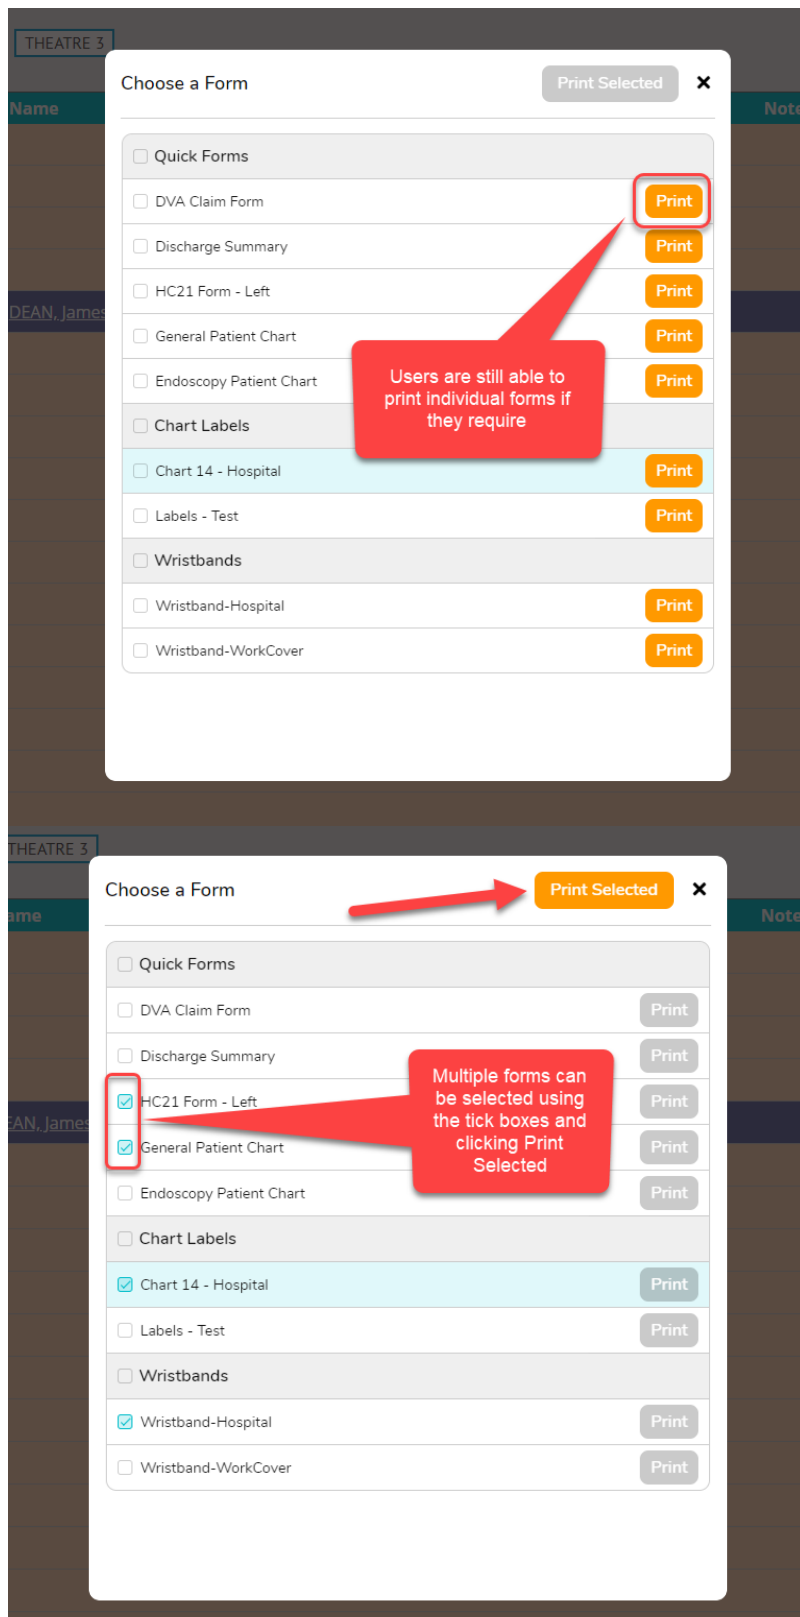 THEATRE 3
Choose a Form
Print Selected
Name
Note
Quick Forms
DVA Claim Form
Print
Discharge Summary
Print
HC21 Form - Left
Print
DEAN, James
General Patient Chart
Print
Endoscopy Patient Chart
Print
Users are still able to
print individual forms if
they require
Chart Labels
Chart 14 - Hospital
Print
Labels - Test
Print
Wristbands
Wristband-Hospital
Print
Wristband-WorkCover
Print
THEATRE 3
Choose a Form
Print Selected
ame
Note
Quick Forms
DVA Claim Form
Print
Discharge Summary
Print
HC21 Form - Left
Print
EAN, James
General Patient Chart
Print
Multiple forms can
be selected using
the tick boxes and
clicking Print
Selected
Endoscopy Patient Chart
Print
Chart Labels
Chart 14 - Hospital
Print
Labels - Test
Print
Wristbands
Wristband-Hospital
Print
Wristband-WorkCover
Print